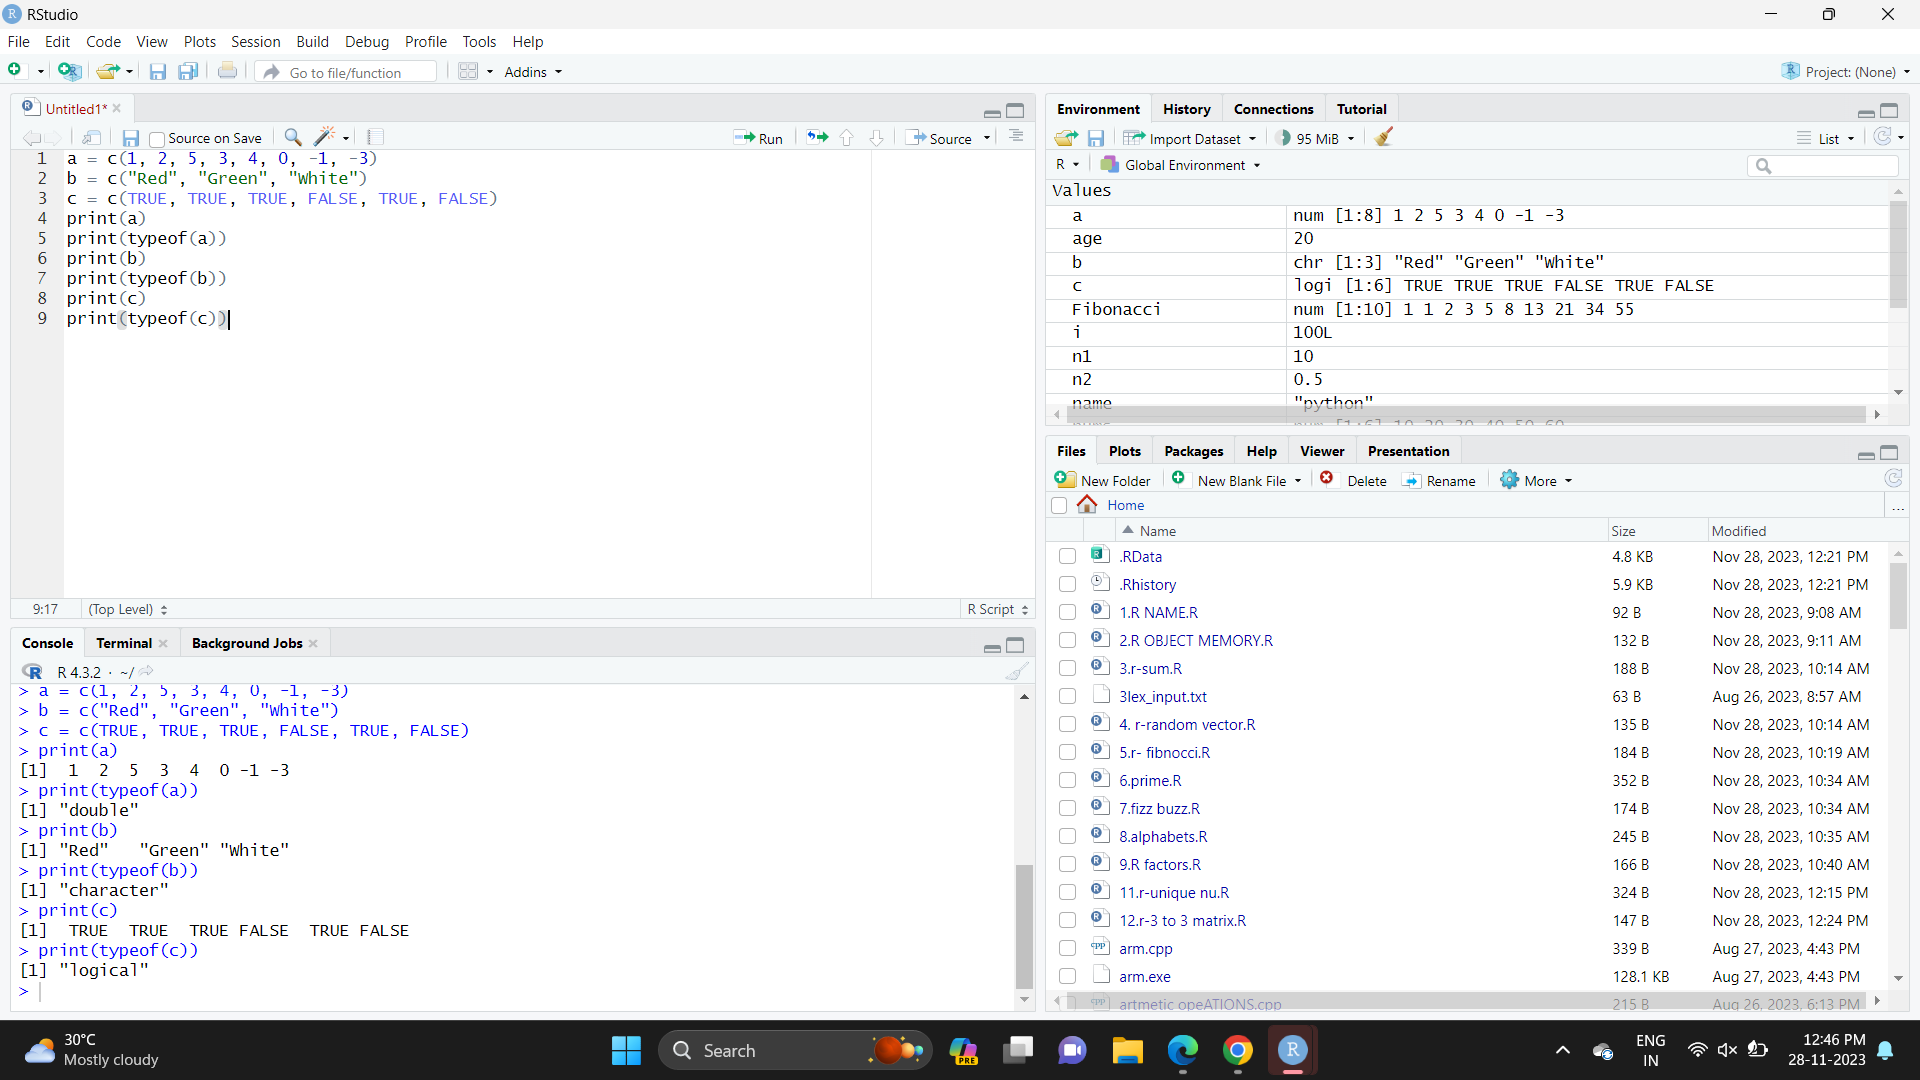 RStudio
File Edit Code View Plots Session Build Debug Profile Tools Help
Go to file/function Addins Project: (None)
Untitled1*
Source on Save Run Source
1 a = c(1, 2, 5, 3, 4, 0, -1, -3)
2 b = c("Red", "Green", "White")
3 c = c(TRUE, TRUE, TRUE, FALSE, TRUE, FALSE)
4 print(a)
5 print(typeof(a))
6 print(b)
7 print(typeof(b))
8 print(c)
9 print(typeof(c))
9:17 (Top Level) R Script
Console Terminal Background Jobs
R 4.3.2 · ~/
> a = c(1, 2, 5, 3, 4, 0, -1, -3)
> b = c("Red", "Green", "White")
> c = c(TRUE, TRUE, TRUE, FALSE, TRUE, FALSE)
> print(a)
[1] 1 2 5 3 4 0 -1 -3
> print(typeof(a))
[1] "double"
> print(b)
[1] "Red" "Green" "White"
> print(typeof(b))
[1] "character"
> print(c)
[1] TRUE TRUE TRUE FALSE TRUE FALSE
> print(typeof(c))
[1] "logical"
>
Environment History Connections Tutorial
Import Dataset 95 MiB List
R Global Environment
Values
a num [1:8] 1 2 5 3 4 0 -1 -3
age 20
b chr [1:3] "Red" "Green" "White"
c logi [1:6] TRUE TRUE TRUE FALSE TRUE FALSE
Fibonacci num [1:10] 1 1 2 3 5 8 13 21 34 55
i 100L
n1 10
n2 0.5
name "python"
nums num [1:6] 10 20 30 40 50 60
Files Plots Packages Help Viewer Presentation
New Folder New Blank File Delete Rename More
Home ...
Name Size Modified
.RData 4.8 KB Nov 28, 2023, 12:21 PM
.Rhistory 5.9 KB Nov 28, 2023, 12:21 PM
1.R NAME.R 92 B Nov 28, 2023, 9:08 AM
2.R OBJECT MEMORY.R 132 B Nov 28, 2023, 9:11 AM
3.r-sum.R 188 B Nov 28, 2023, 10:14 AM
3lex_input.txt 63 B Aug 26, 2023, 8:57 AM
4. r-random vector.R 135 B Nov 28, 2023, 10:14 AM
5.r- fibnocci.R 184 B Nov 28, 2023, 10:19 AM
6.prime.R 352 B Nov 28, 2023, 10:34 AM
7.fizz buzz.R 174 B Nov 28, 2023, 10:34 AM
8.alphabets.R 245 B Nov 28, 2023, 10:35 AM
9.R factors.R 166 B Nov 28, 2023, 10:40 AM
11.r-unique nu.R 324 B Nov 28, 2023, 12:15 PM
12.r-3 to 3 matrix.R 147 B Nov 28, 2023, 12:24 PM
arm.cpp 339 B Aug 27, 2023, 4:43 PM
arm.exe 128.1 KB Aug 27, 2023, 4:43 PM
artmetic opeATIONS.cpp 215 B Aug 26, 2023, 6:13 PM
30°C
Mostly cloudy
Search
PRE
ENG
IN
12:46 PM
28-11-2023